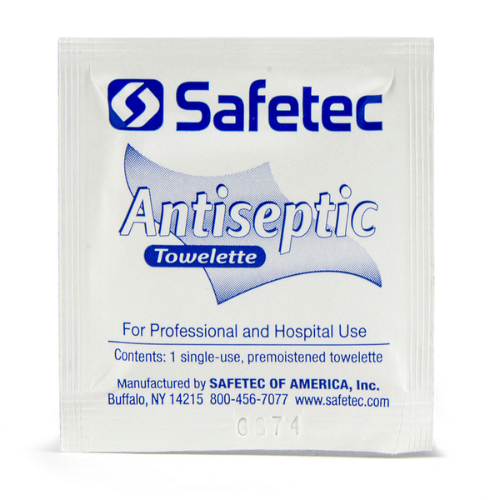 Safetec
Antiseptic
Towelette
For Professional and Hospital Use
Contents: 1 single-use, premoistened towelette
Manufactured by SAFETEC OF AMERICA, Inc.
Buffalo, NY 14215 800-456-7077 www.safetec.com